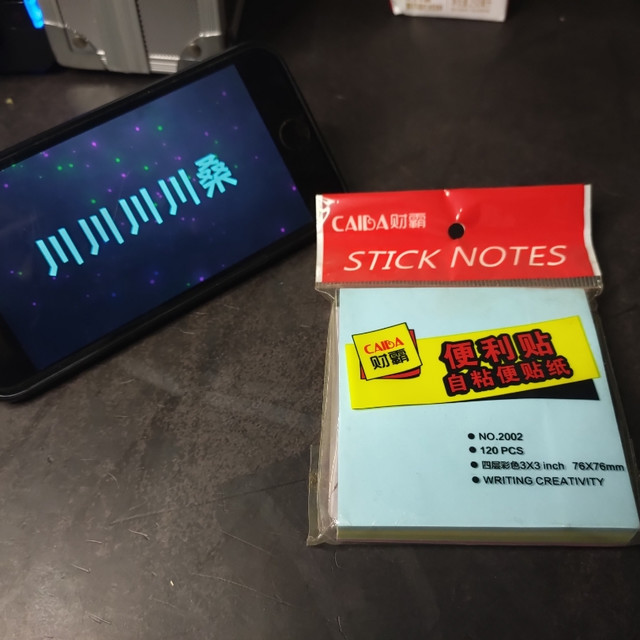 川川川川桑
CAIBA财霸
STICK NOTES
CAIBA
财霸
便利贴
自粘便贴纸
NO.2002
120 PCS
四层彩色3X3 inch 76X76mm
WRITING CREATIVITY